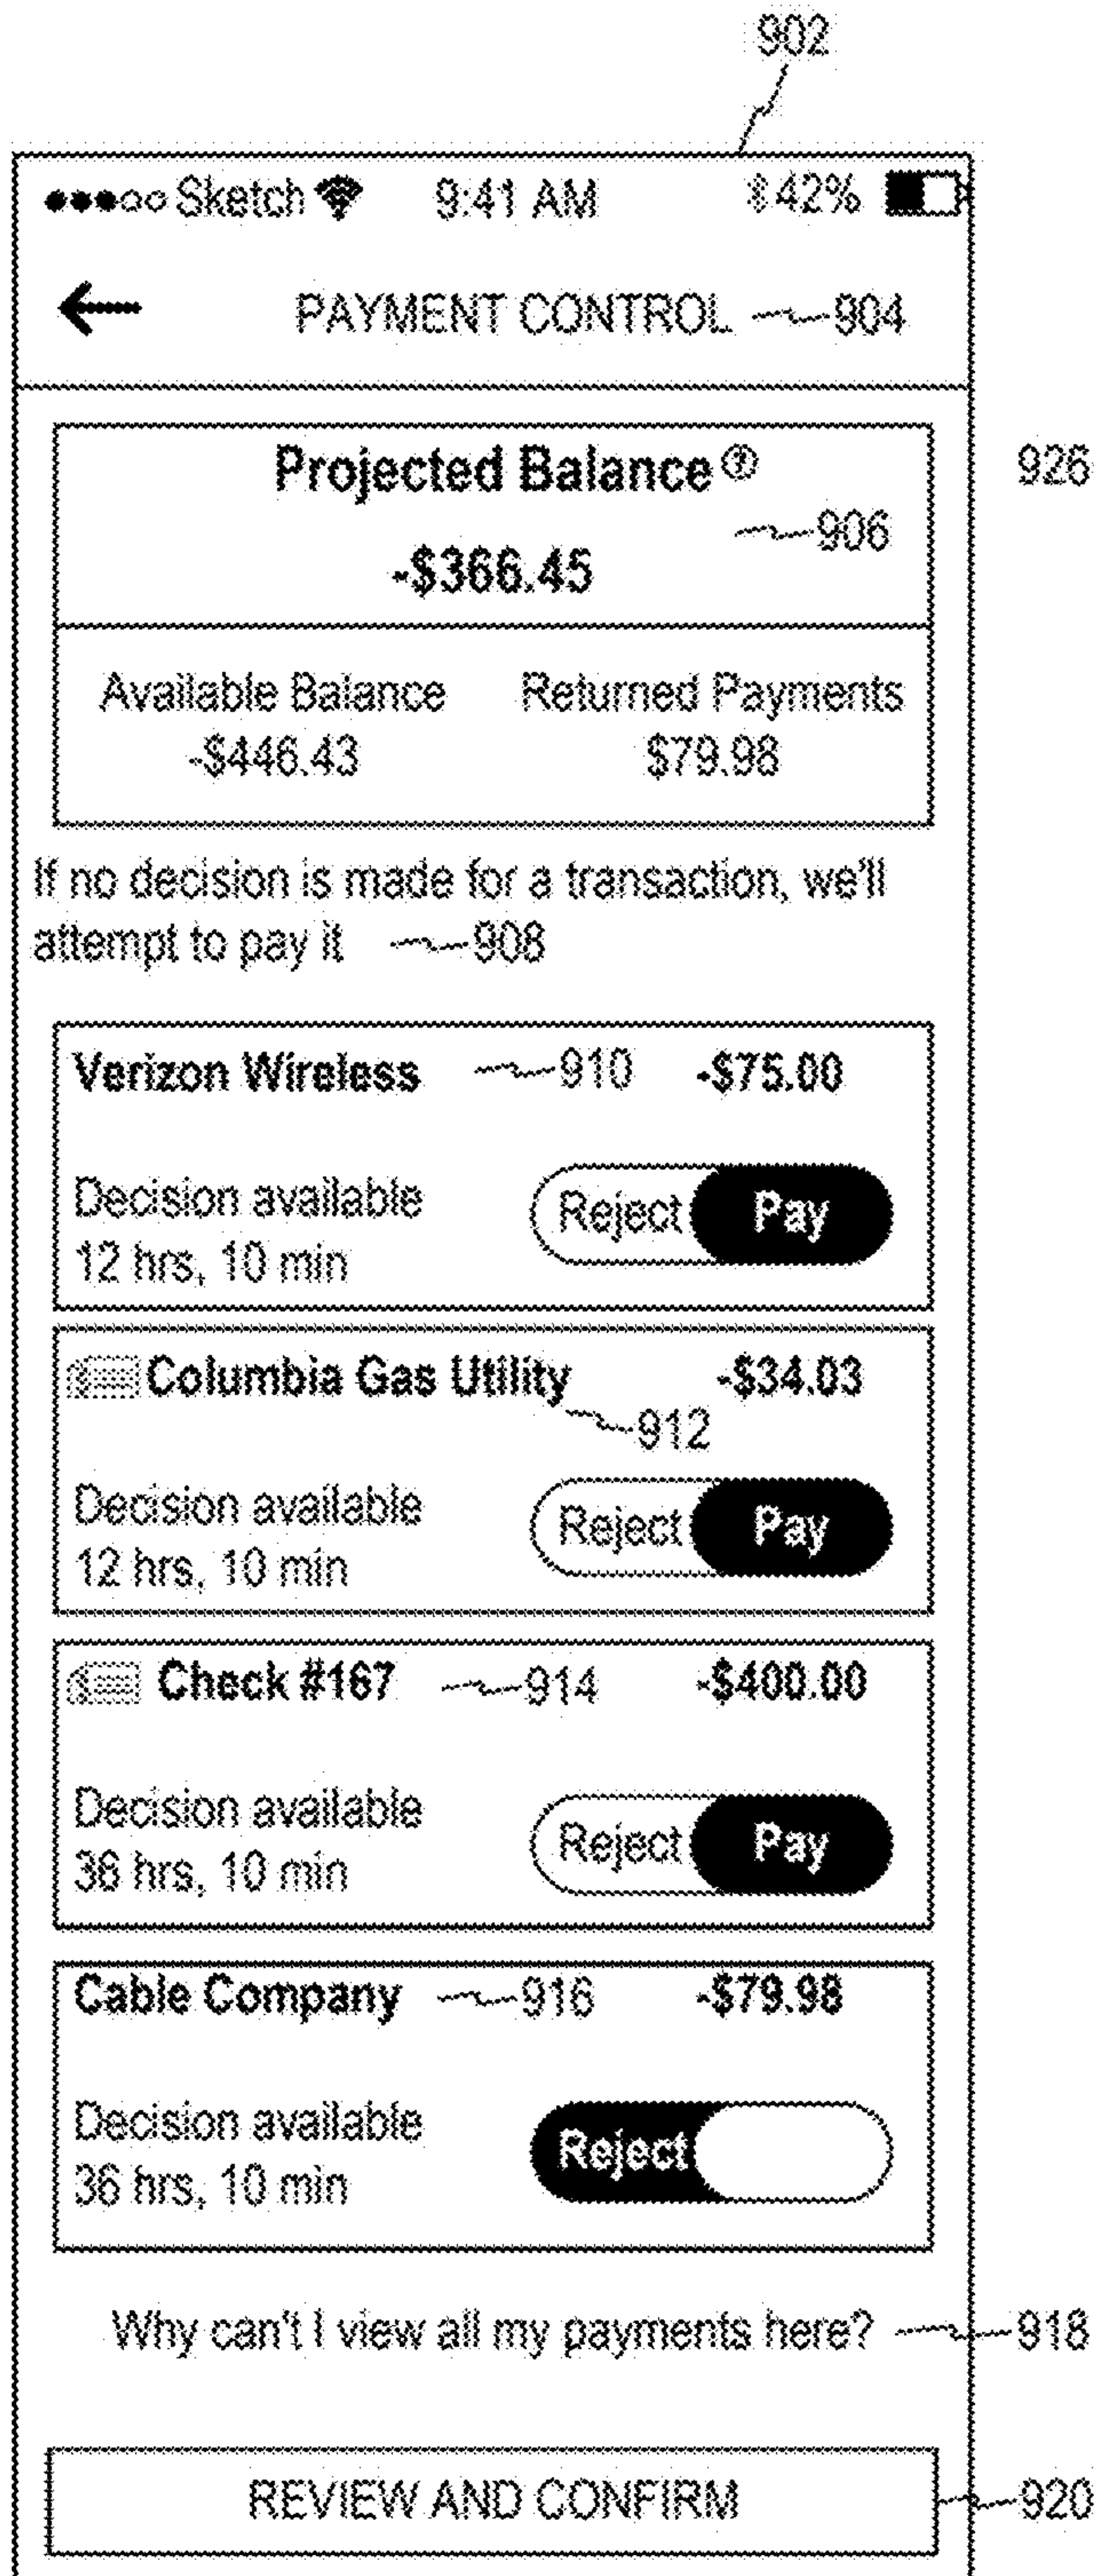 902
Sketch 9:41 AM 42%
PAYMENT CONTROL 904
Projected Balance ?
926
906
-$366.45
Available Balance Returned Payments
-$446.43 $79.98
If no decision is made for a transaction, we'll
attempt to pay it 908
Verizon Wireless 910 -$75.00
Decision available
12 hrs, 10 min
Reject Pay
Columbia Gas Utility -$34.03
912
Decision available
12 hrs, 10 min
Reject Pay
Check #167 914 -$400.00
Decision available
36 hrs, 10 min
Reject Pay
Cable Company 916 -$79.98
Decision available
36 hrs, 10 min
Reject
Why can't I view all my payments here? 918
REVIEW AND CONFIRM 920